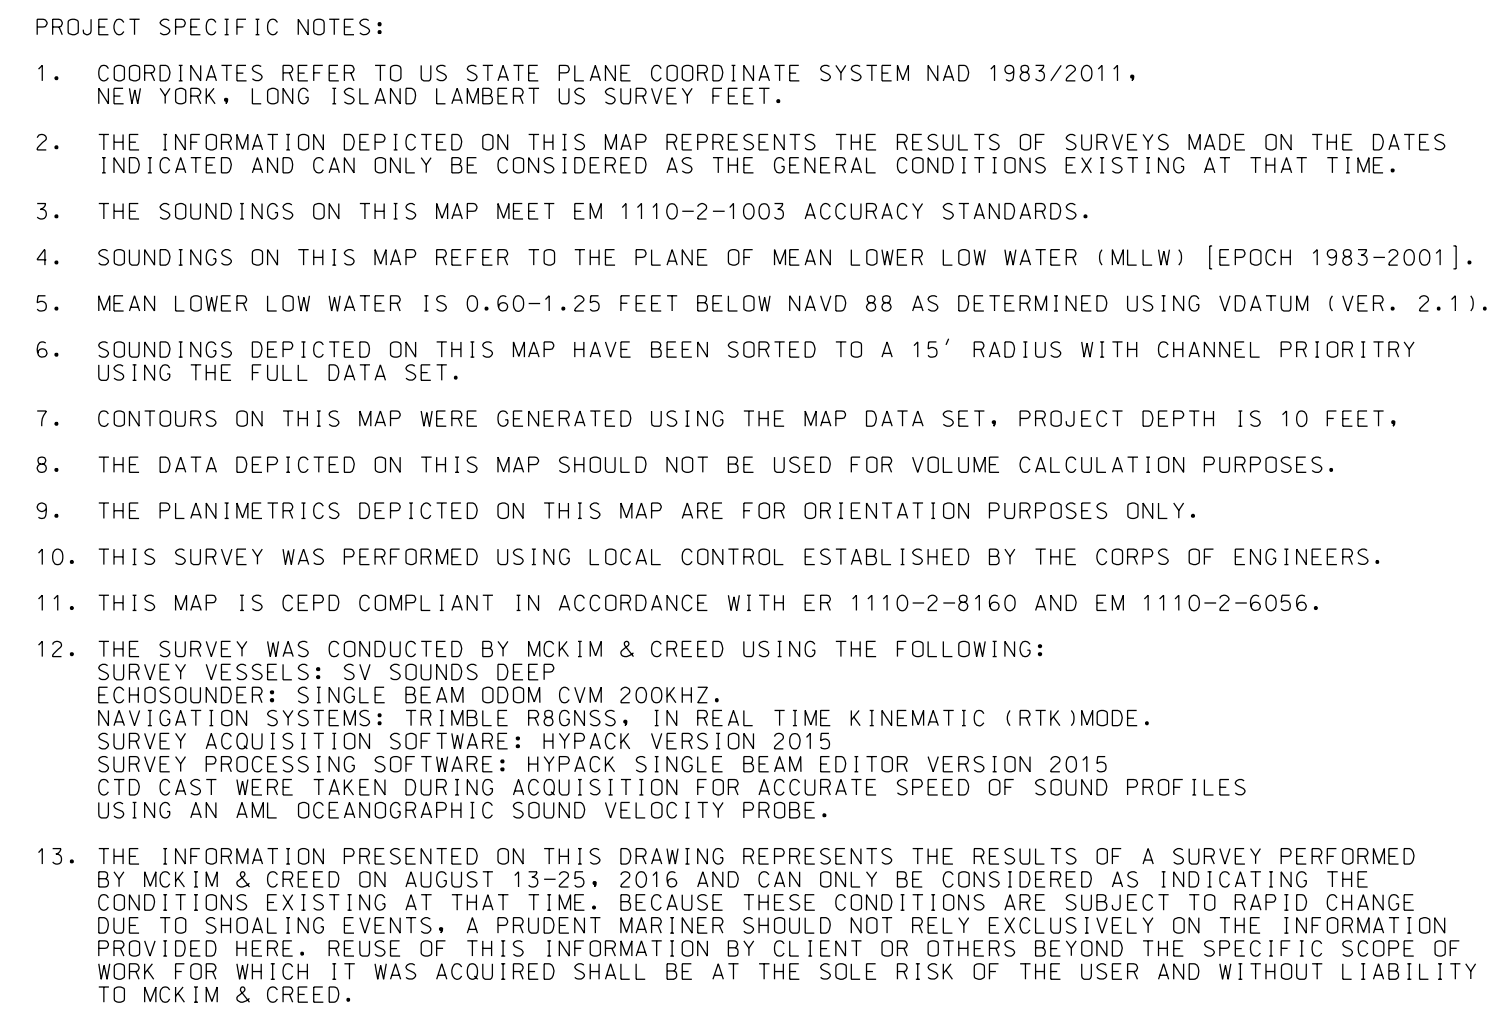 PROJECT SPECIFIC NOTES:
1. COORDINATES REFER TO US STATE PLANE COORDINATE SYSTEM NAD 1983/2011,
NEW YORK, LONG ISLAND LAMBERT US SURVEY FEET.
2. THE INFORMATION DEPICTED ON THIS MAP REPRESENTS THE RESULTS OF SURVEYS MADE ON THE DATES
INDICATED AND CAN ONLY BE CONSIDERED AS THE GENERAL CONDITIONS EXISTING AT THAT TIME.
3. THE SOUNDINGS ON THIS MAP MEET EM 1110-2-1003 ACCURACY STANDARDS.
4. SOUNDINGS ON THIS MAP REFER TO THE PLANE OF MEAN LOWER LOW WATER (MLLW) [EPOCH 1983-2001].
5. MEAN LOWER LOW WATER IS 0.60-1.25 FEET BELOW NAVD 88 AS DETERMINED USING VDATUM (VER. 2.1).
6. SOUNDINGS DEPICTED ON THIS MAP HAVE BEEN SORTED TO A 15' RADIUS WITH CHANNEL PRIORITRY
USING THE FULL DATA SET.
7. CONTOURS ON THIS MAP WERE GENERATED USING THE MAP DATA SET, PROJECT DEPTH IS 10 FEET,
8. THE DATA DEPICTED ON THIS MAP SHOULD NOT BE USED FOR VOLUME CALCULATION PURPOSES.
9. THE PLANIMETRICS DEPICTED ON THIS MAP ARE FOR ORIENTATION PURPOSES ONLY.
10. THIS SURVEY WAS PERFORMED USING LOCAL CONTROL ESTABLISHED BY THE CORPS OF ENGINEERS.
11. THIS MAP IS CEPD COMPLIANT IN ACCORDANCE WITH ER 1110-2-8160 AND EM 1110-2-6056.
12. THE SURVEY WAS CONDUCTED BY MCKIM & CREED USING THE FOLLOWING:
SURVEY VESSELS: SV SOUNDS DEEP
ECHOSOUNDER: SINGLE BEAM ODOM CVM 200KHZ.
NAVIGATION SYSTEMS: TRIMBLE R8GNSS, IN REAL TIME KINEMATIC (RTK)MODE.
SURVEY ACQUISITION SOFTWARE: HYPACK VERSION 2015
SURVEY PROCESSING SOFTWARE: HYPACK SINGLE BEAM EDITOR VERSION 2015
CTD CAST WERE TAKEN DURING ACQUISITION FOR ACCURATE SPEED OF SOUND PROFILES
USING AN AML OCEANOGRAPHIC SOUND VELOCITY PROBE.
13. THE INFORMATION PRESENTED ON THIS DRAWING REPRESENTS THE RESULTS OF A SURVEY PERFORMED
BY MCKIM & CREED ON AUGUST 13-25, 2016 AND CAN ONLY BE CONSIDERED AS INDICATING THE
CONDITIONS EXISTING AT THAT TIME. BECAUSE THESE CONDITIONS ARE SUBJECT TO RAPID CHANGE
DUE TO SHOALING EVENTS, A PRUDENT MARINER SHOULD NOT RELY EXCLUSIVELY ON THE INFORMATION
PROVIDED HERE. REUSE OF THIS INFORMATION BY CLIENT OR OTHERS BEYOND THE SPECIFIC SCOPE OF
WORK FOR WHICH IT WAS ACQUIRED SHALL BE AT THE SOLE RISK OF THE USER AND WITHOUT LIABILITY
TO MCKIM & CREED.